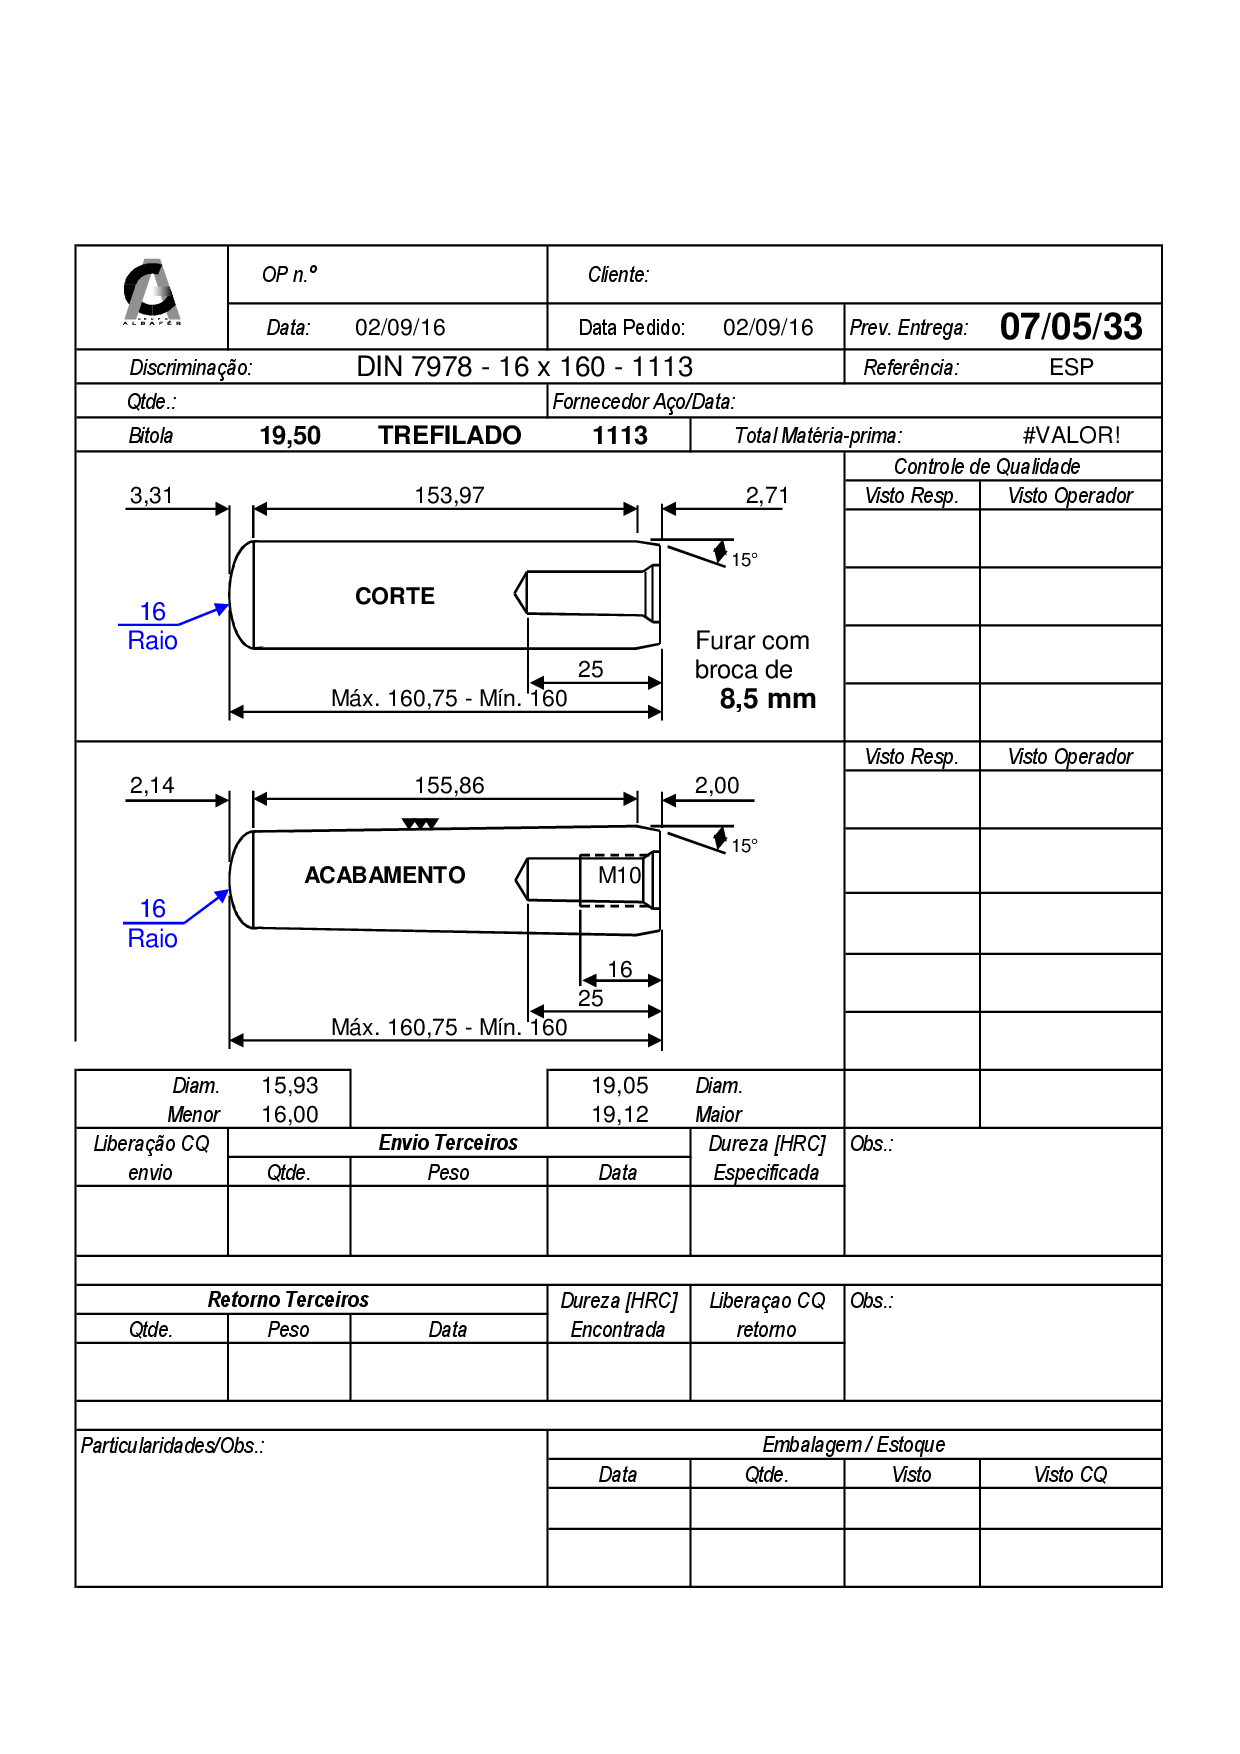 GRUPO
ALBAFER
OP n.º
Cliente:
Data: 02/09/16
Data Pedido: 02/09/16
Prev. Entrega: 07/05/33
Discriminação: DIN 7978 - 16 x 160 - 1113
Referência: ESP
Qtde.:
Fornecedor Aço/Data:
Bitola 19,50 TREFILADO 1113
Total Matéria-prima: #VALOR!
Controle de Qualidade
Visto Resp. Visto Operador
3,31 153,97 2,71
15°
CORTE
16
Raio
Furar com
broca de
8,5 mm
25
Máx. 160,75 - Mín. 160
Visto Resp. Visto Operador
2,14 155,86 2,00
15°
ACABAMENTO
M10
16
Raio
16
25
Máx. 160,75 - Mín. 160
Diam. 15,93 19,05 Diam.
Menor 16,00 19,12 Maior
Liberação CQ
envio
Envio Terceiros
Qtde. Peso Data
Dureza [HRC]
Especificada
Obs.:
Retorno Terceiros
Qtde. Peso Data
Dureza [HRC]
Encontrada
Liberaçao CQ
retorno
Obs.:
Particularidades/Obs.:
Embalagem / Estoque
Data Qtde. Visto Visto CQ